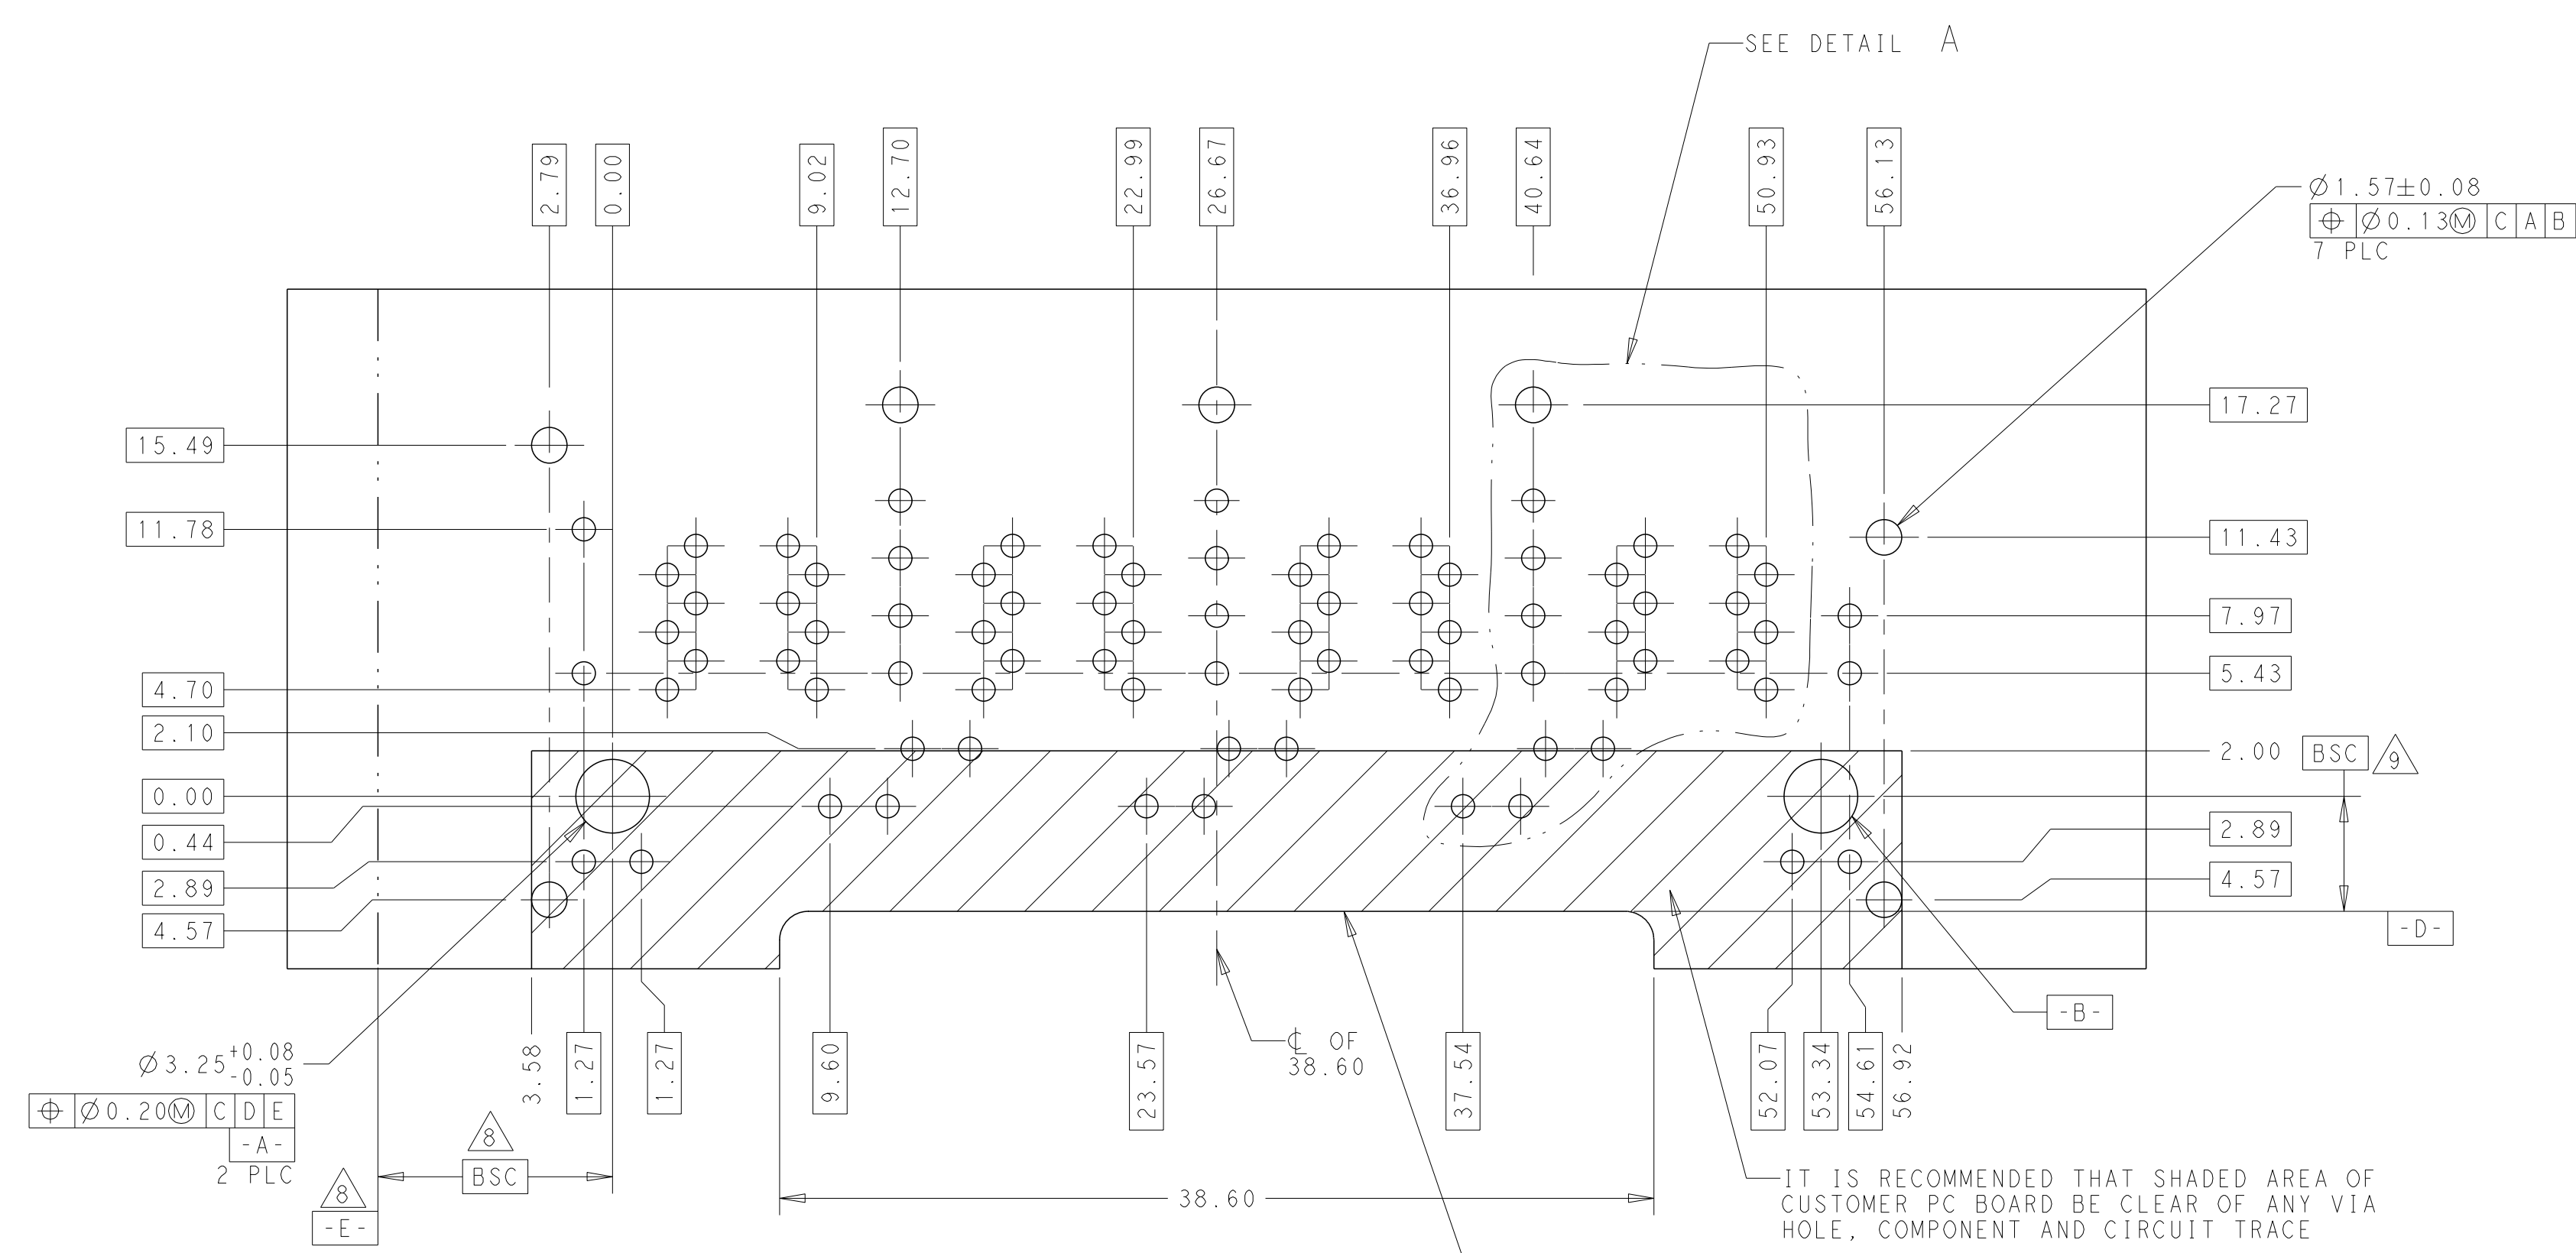 SEE DETAIL A
2.79
0.00
9.02
12.70
22.99
26.67
36.96
40.64
50.93
56.13
Ø1.57±0.08
⌖ Ø0.13Ⓜ C A B
7 PLC
15.49
11.78
4.70
2.10
0.00
0.44
2.89
4.57
17.27
11.43
7.97
5.43
2.00 BSC 9
2.89
4.57
-D-
-B-
Ø3.25 +0.08
-0.05
⌖ Ø0.20Ⓜ C D E
-A-
2 PLC
8
-E-
8
BSC
3.58
1.27
1.27
9.60
23.57
℄ OF
38.60
37.54
52.07
53.34
54.61
56.92
38.60
IT IS RECOMMENDED THAT SHADED AREA OF
CUSTOMER PC BOARD BE CLEAR OF ANY VIA
HOLE, COMPONENT AND CIRCUIT TRACE